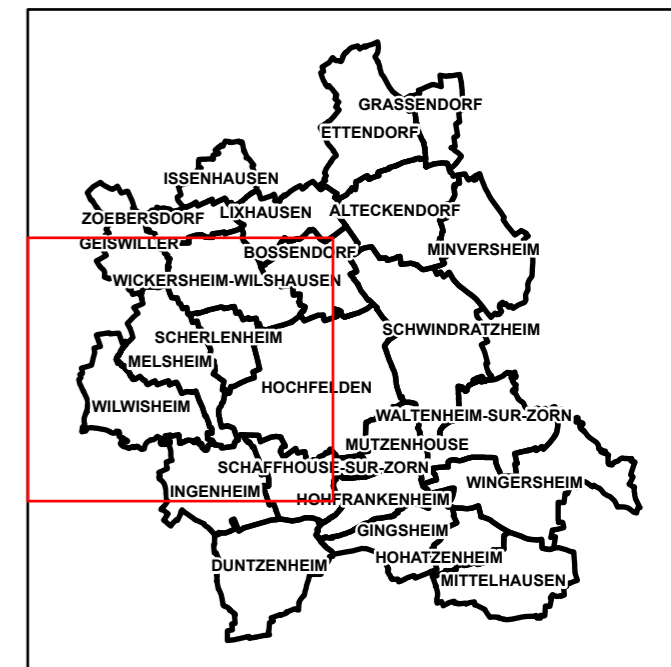 GRASSENDORF
ETTENDORF
ISSENHAUSEN
ZOEBERSDORF
LIXHAUSEN
ALTECKENDORF
GEISWILLER
BOSSENDORF
MINVERSHEIM
WICKERSHEIM-WILSHAUSEN
SCHWINDRATZHEIM
SCHERLENHEIM
MELSHEIM
HOCHFELDEN
WILWISHEIM
WALTENHEIM-SUR-ZORN
MUTZENHOUSE
SCHAFFHOUSE-SUR-ZORN
WINGERSHEIM
INGENHEIM
HOHFRANKENHEIM
GINGSHEIM
HOHATZENHEIM
DUNTZENHEIM
MITTELHAUSEN